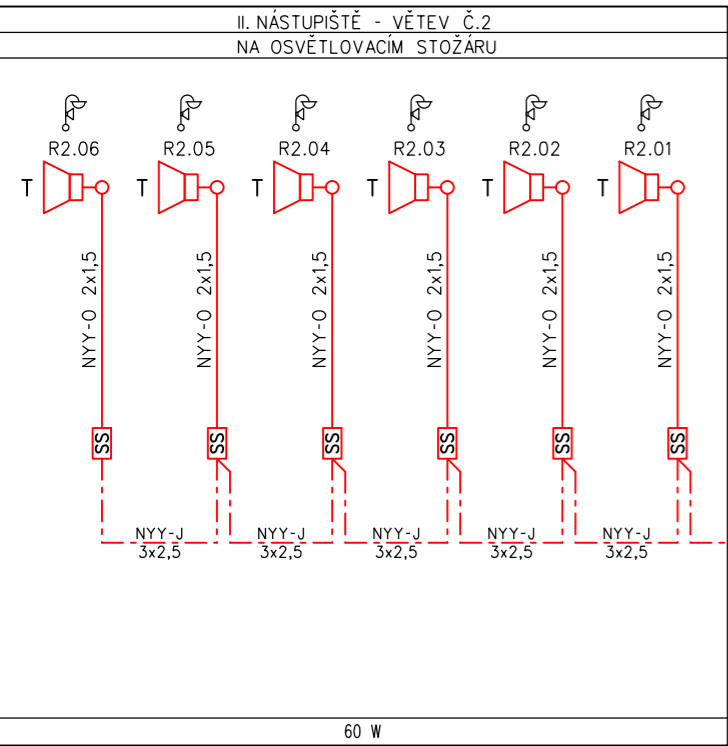 II. NÁSTUPIŠTĚ - VĚTEV Č.2
NA OSVĚTLOVACÍM STOŽÁRU
R2.06 R2.05 R2.04 R2.03 R2.02 R2.01
T T T T T T
NYY-O 2x1,5 NYY-O 2x1,5 NYY-O 2x1,5 NYY-O 2x1,5 NYY-O 2x1,5 NYY-O 2x1,5
SS SS SS SS SS SS
NYY-J NYY-J NYY-J NYY-J NYY-J
3x2,5 3x2,5 3x2,5 3x2,5 3x2,5
60 W